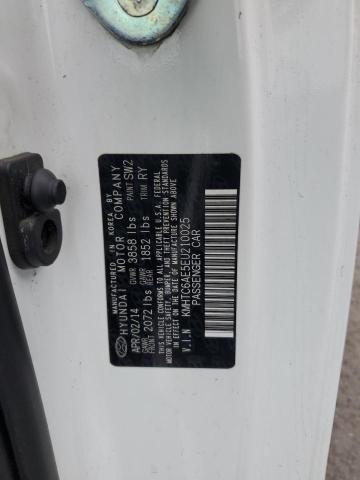 MANUFACTURED IN KOREA BY
HYUNDAI MOTOR COMPANY
APR/02/14 GVWR 3858 lbs PAINT SW2
GAWR FRONT 2072 lbs GAWR REAR 1852 lbs TRIM RY
THIS VEHICLE CONFORMS TO ALL APPLICABLE U.S.A. FEDERAL
MOTOR VEHICLE SAFETY, BUMPER, AND THEFT PREVENTION
STANDARDS IN EFFECT ON THE DATE OF MANUFACTURE SHOWN ABOVE.
V.I.N KMHTC6AE5EU210025
PASSENGER CAR